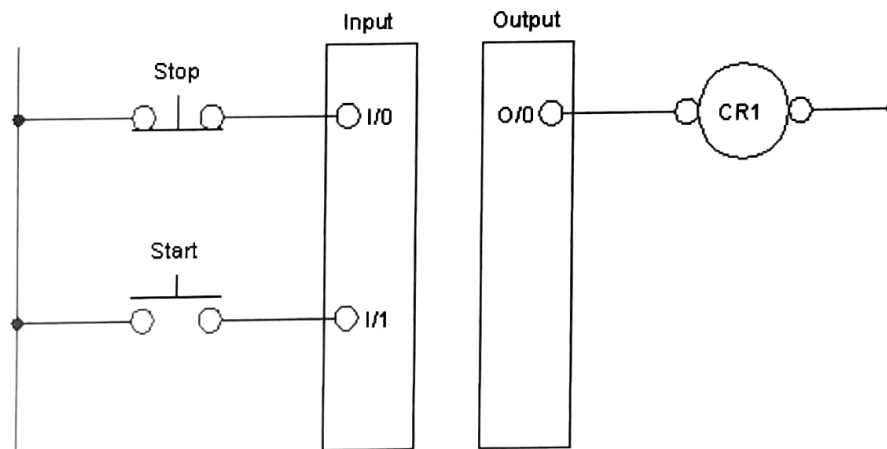 Input
Output
Stop
I/0
O/0
CR1
Start
I/1